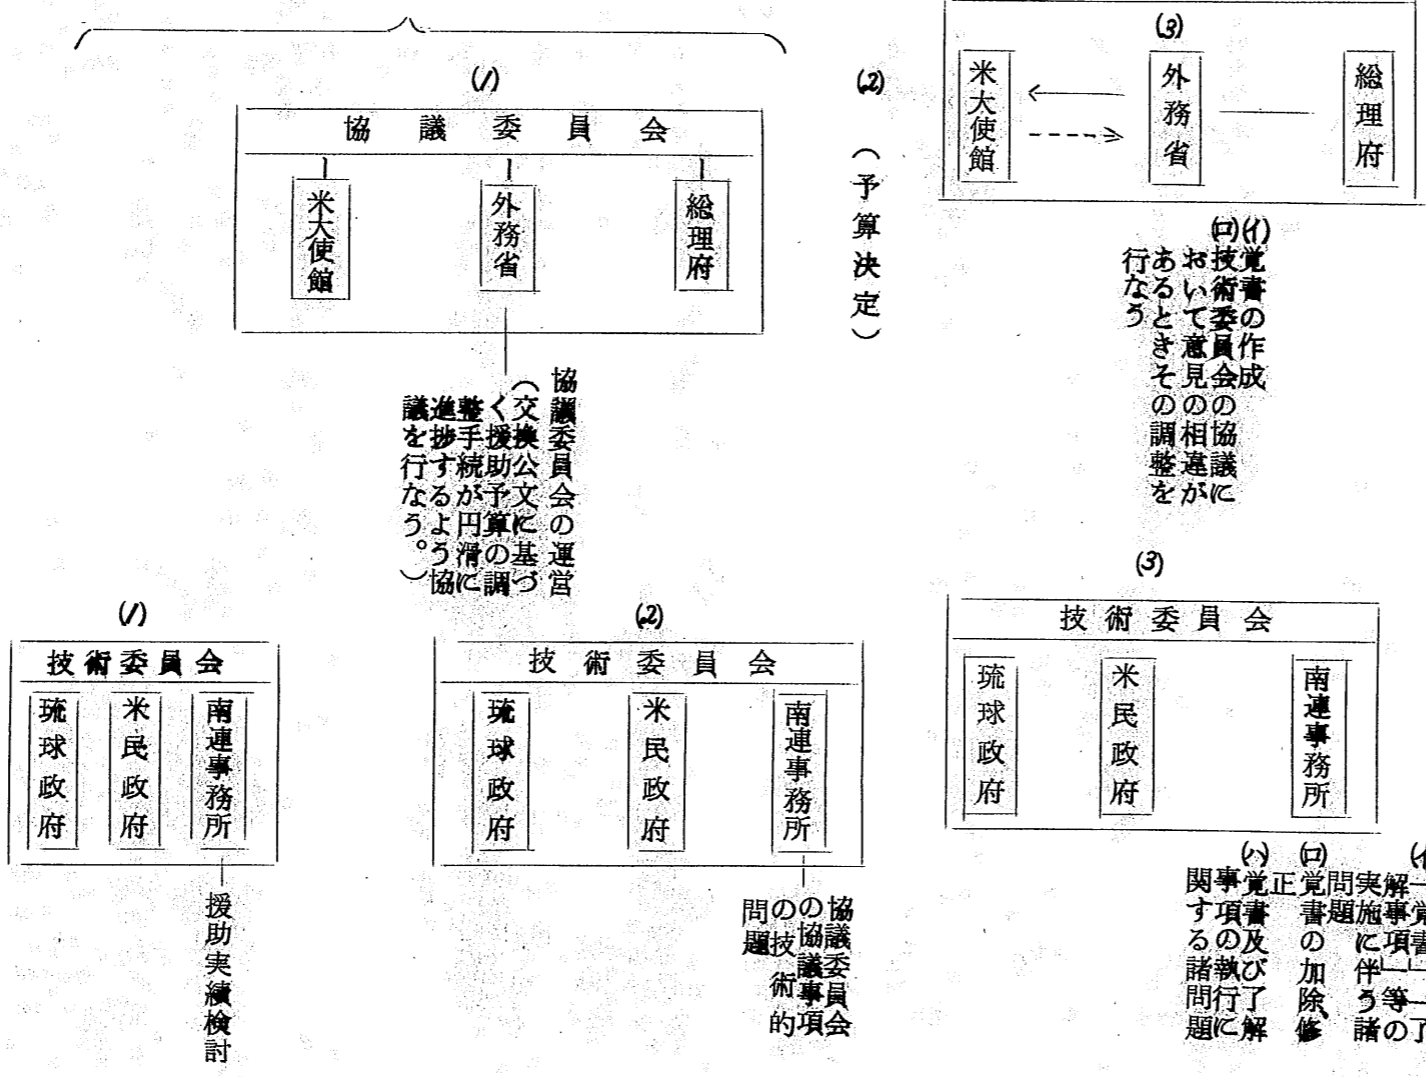 (1)
協議委員会
総理府
外務省
米大使館
協議委員会の運営
(交換公文に基づ
く援助予算の調
整手続が円滑に
進捗するよう協
議を行なう。)
(2)
(予算決定)
(3)
総理府
外務省
米大使館
(イ)覚書の作成
(ロ)技術委員会の協議に
おいて意見の相違が
あるときその調整を
行なう
(1)
技術委員会
南連事務所
米民政府
琉球政府
援助実績検討
(2)
技術委員会
南連事務所
米民政府
琉球政府
協議委員会
の協議事項
の技術的
問題
(3)
技術委員会
南連事務所
米民政府
琉球政府
解事項」等の
実施に伴う諸
問題
(ロ)覚書の加除、修
正
(ハ)覚書及び了解
事項の執行に
関する諸問題